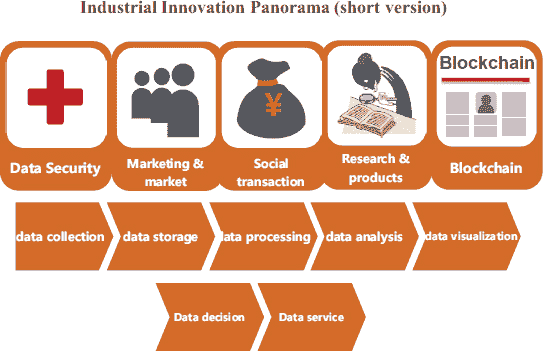 Industrial Innovation Panorama (short version)
Blockchain
Data Security
Marketing &
market
Social
transaction
Research &
products
Blockchain
¥
data collection
data storage
ata processing
data analysis
data visualization
Data decision
Data service